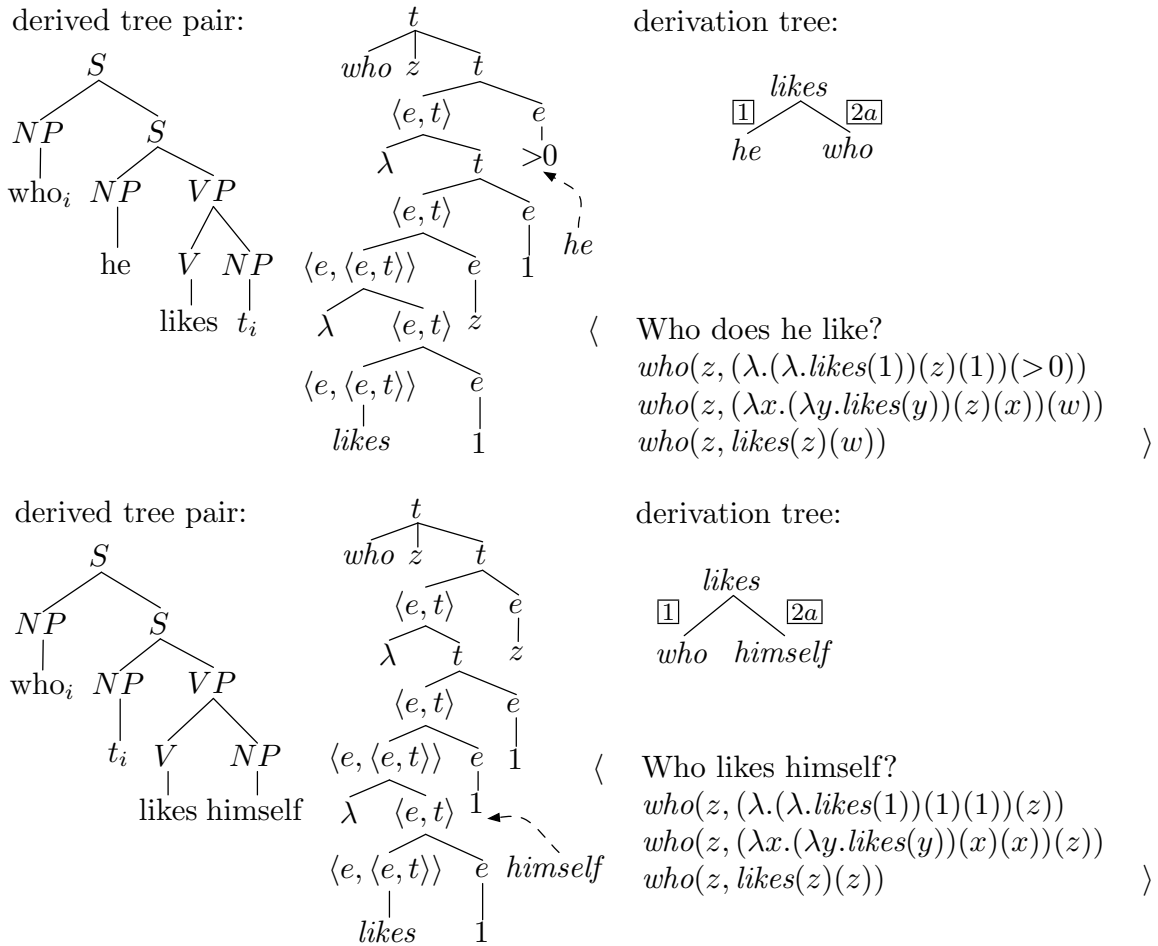 derived tree pair:
derivation tree:
t
who z t
S
NP S
who_i NP VP
he V NP
likes t_i
⟨e, t⟩ e
λ t >0
⟨e, t⟩ e
he
⟨e, ⟨e, t⟩⟩ e 1
λ ⟨e, t⟩ z
⟨e, ⟨e, t⟩⟩ e
likes 1
likes
1 2a
he who
⟨ Who does he like?
who(z, (λ.(λ.likes(1))(z)(1))(>0))
who(z, (λx.(λy.likes(y))(z)(x))(w))
who(z, likes(z)(w)) ⟩
derived tree pair:
derivation tree:
t
who z t
S
NP S
who_i NP VP
t_i V NP
likes himself
⟨e, t⟩ e
λ t z
⟨e, t⟩ e
⟨e, ⟨e, t⟩⟩ e 1
λ ⟨e, t⟩ 1
⟨e, ⟨e, t⟩⟩ e himself
likes 1
likes
1 2a
who himself
⟨ Who likes himself?
who(z, (λ.(λ.likes(1))(1)(1))(z))
who(z, (λx.(λy.likes(y))(x)(x))(z))
who(z, likes(z)(z)) ⟩